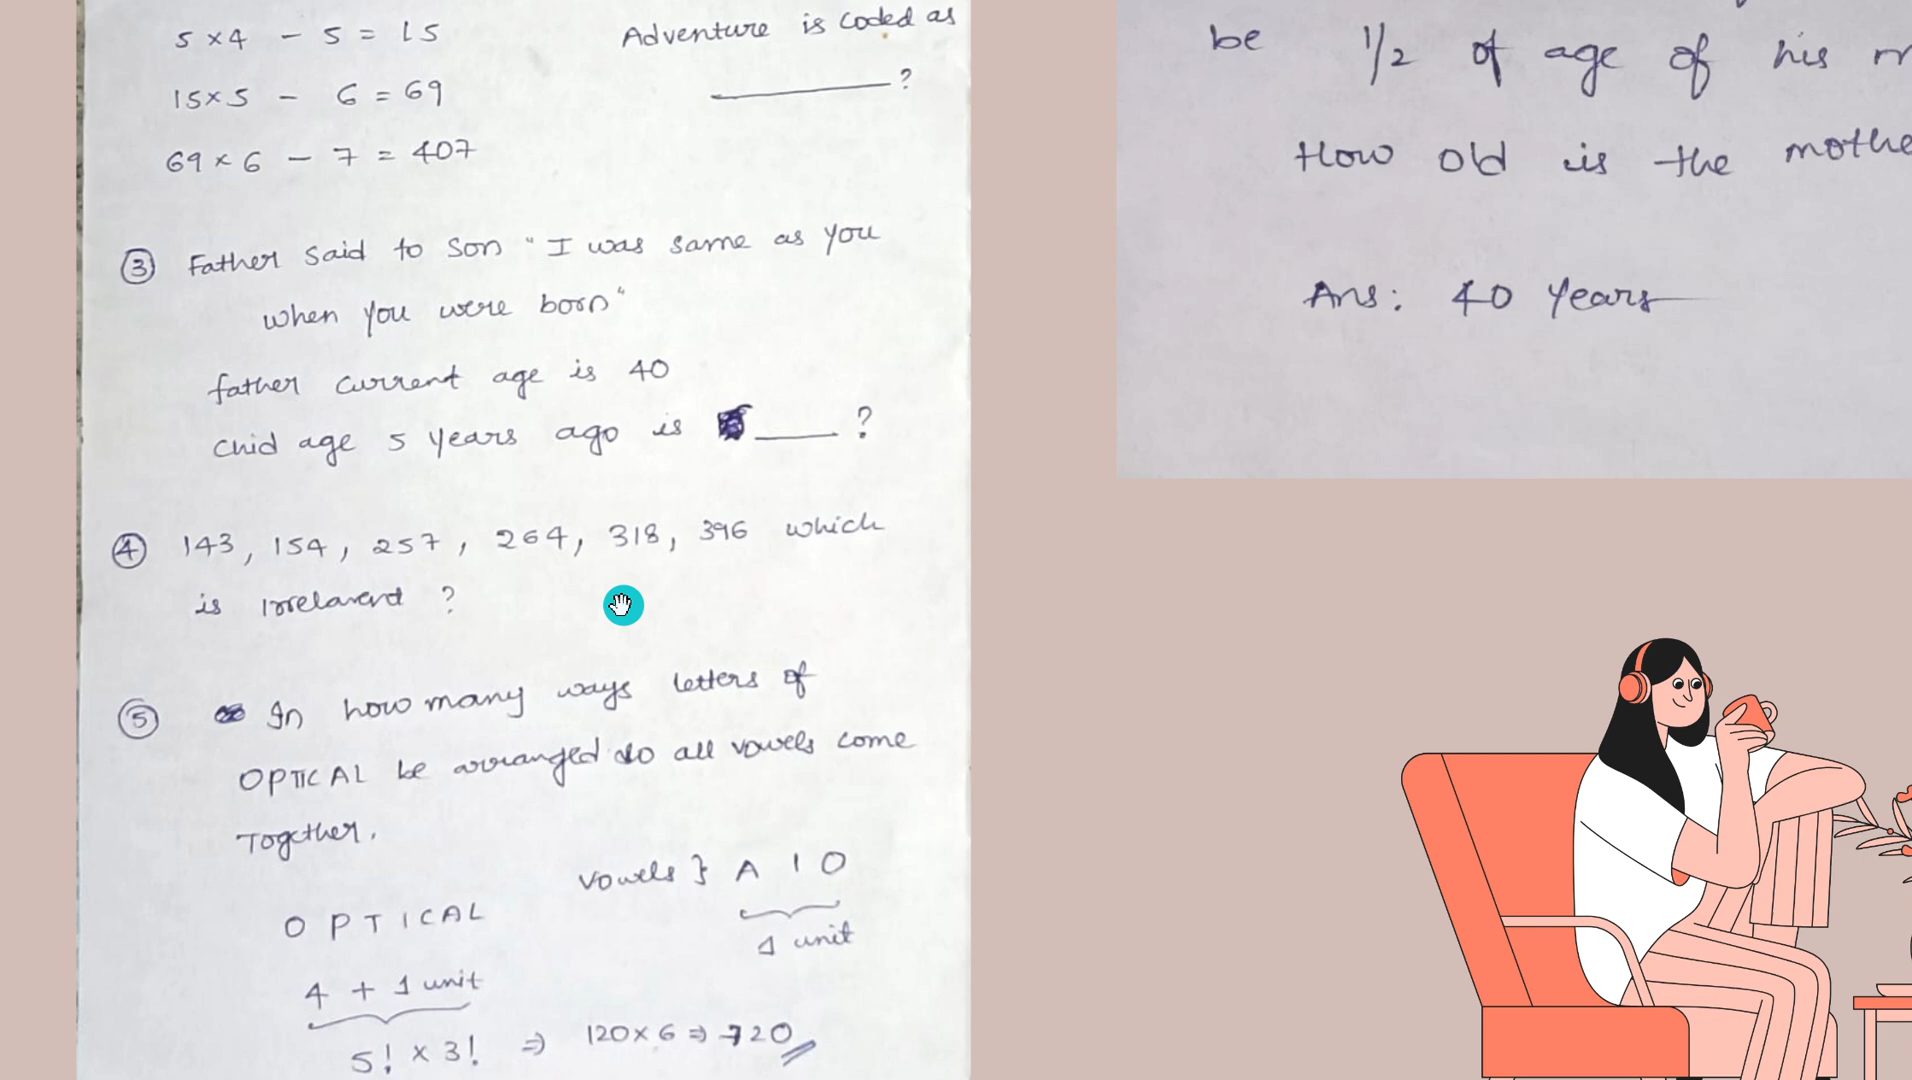 5 x 4 - 5 = 15
15 x 5 - 6 = 69
69 x 6 - 7 = 407
Adventure is coded as
______?
③ Father said to son "I was same as you
when you were born"
father current age is 40
chid age 5 years ago is ____ ?
④ 143, 154, 257, 264, 318, 396 which
is irrelavent ?
⑤ In how many ways letters of
OPTICAL be arranged so all vowels come
Together.
vowels } A I O
1 unit
O P T I C A L
4 + 1 unit
5! x 3! ⇒ 120 x 6 ⇒ 720
be 1/2 of age of his
How old is the mothe
Ans: 40 Years